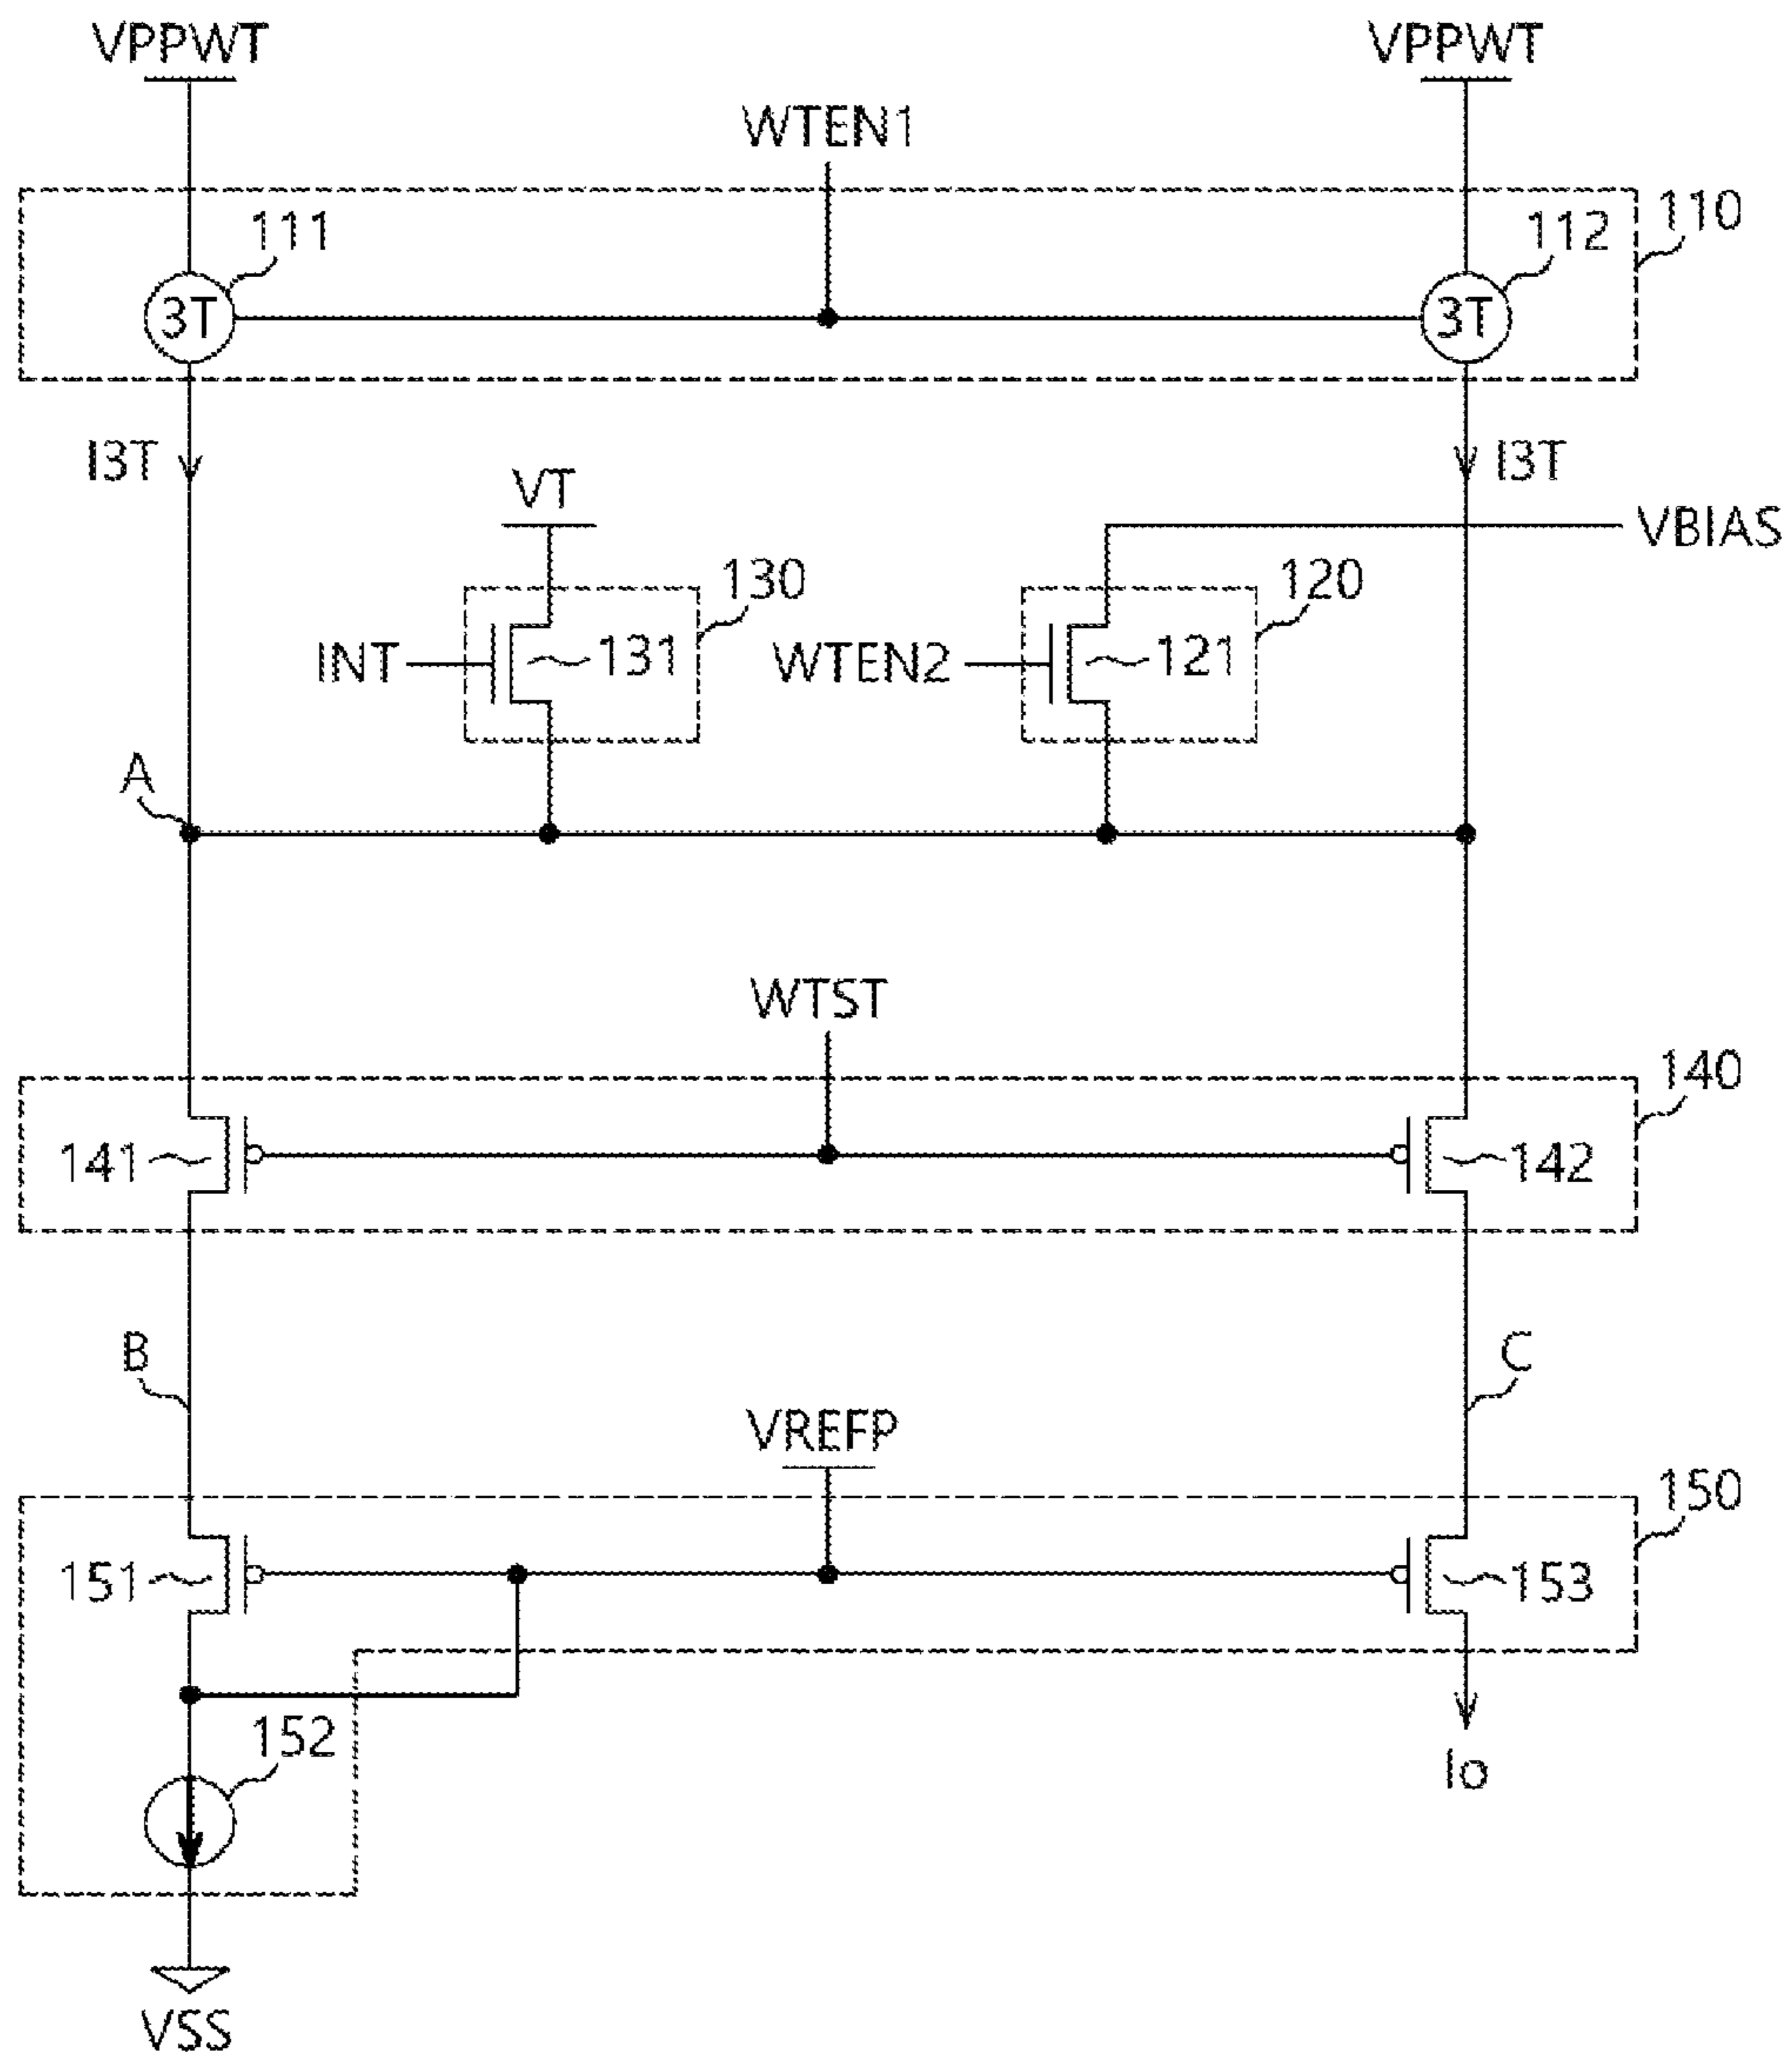 VPPWT
VPPWT
WTEN1
111
112
110
3T
3T
I3T
I3T
VT
VBIAS
130
120
INT
131
WTEN2
121
A
WTST
140
141
142
B
C
VREFP
150
151
153
152
Io
VSS